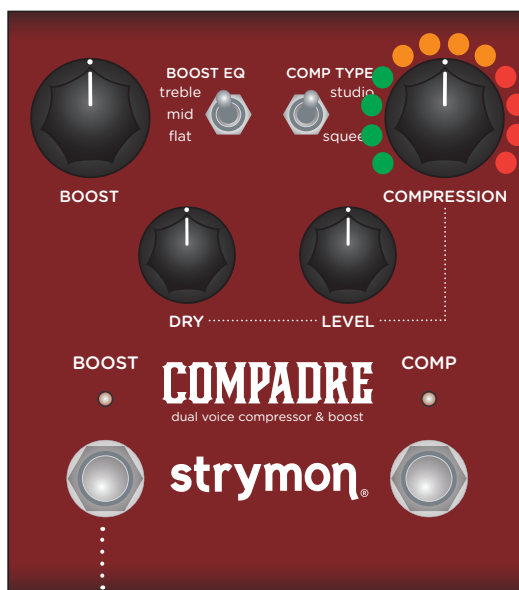 BOOST EQ
treble
mid
flat
COMP TYPE
studio
BOOST
COMPRESSION
DRY
LEVEL
BOOST
COMPADRE
COMP
dual voice compressor & boost
strymon®